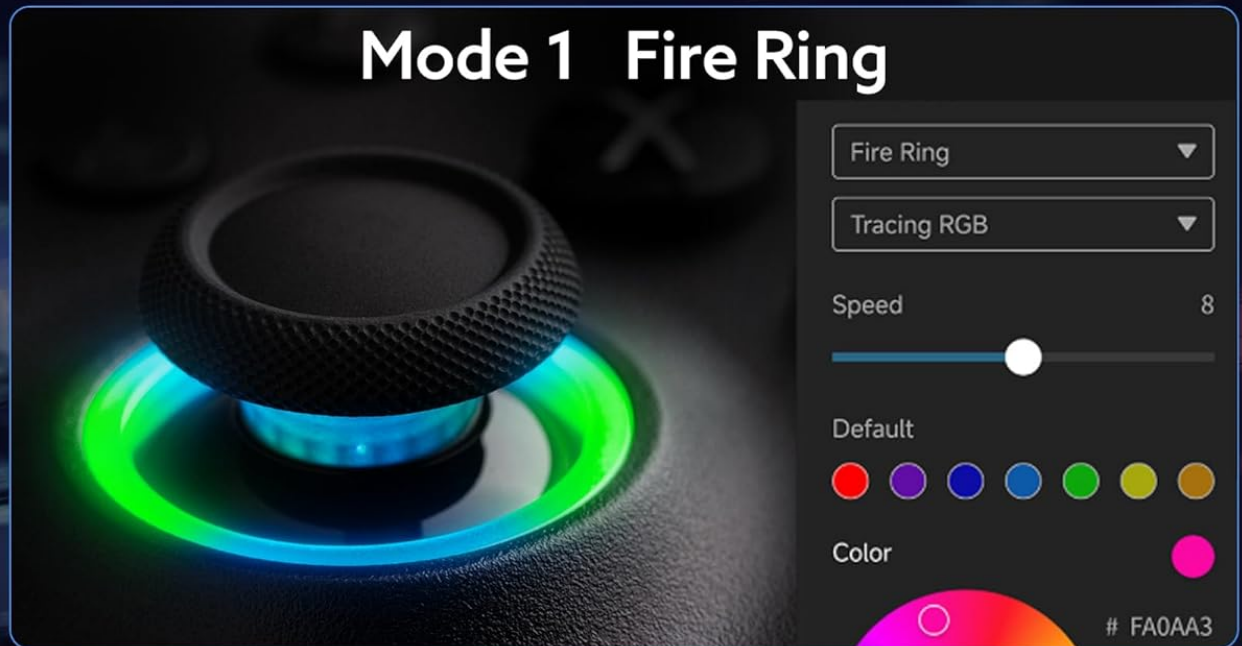 Mode 1 Fire Ring
X
Fire Ring
Tracing RGB
Speed 8
Default
Color
# FA0AA3